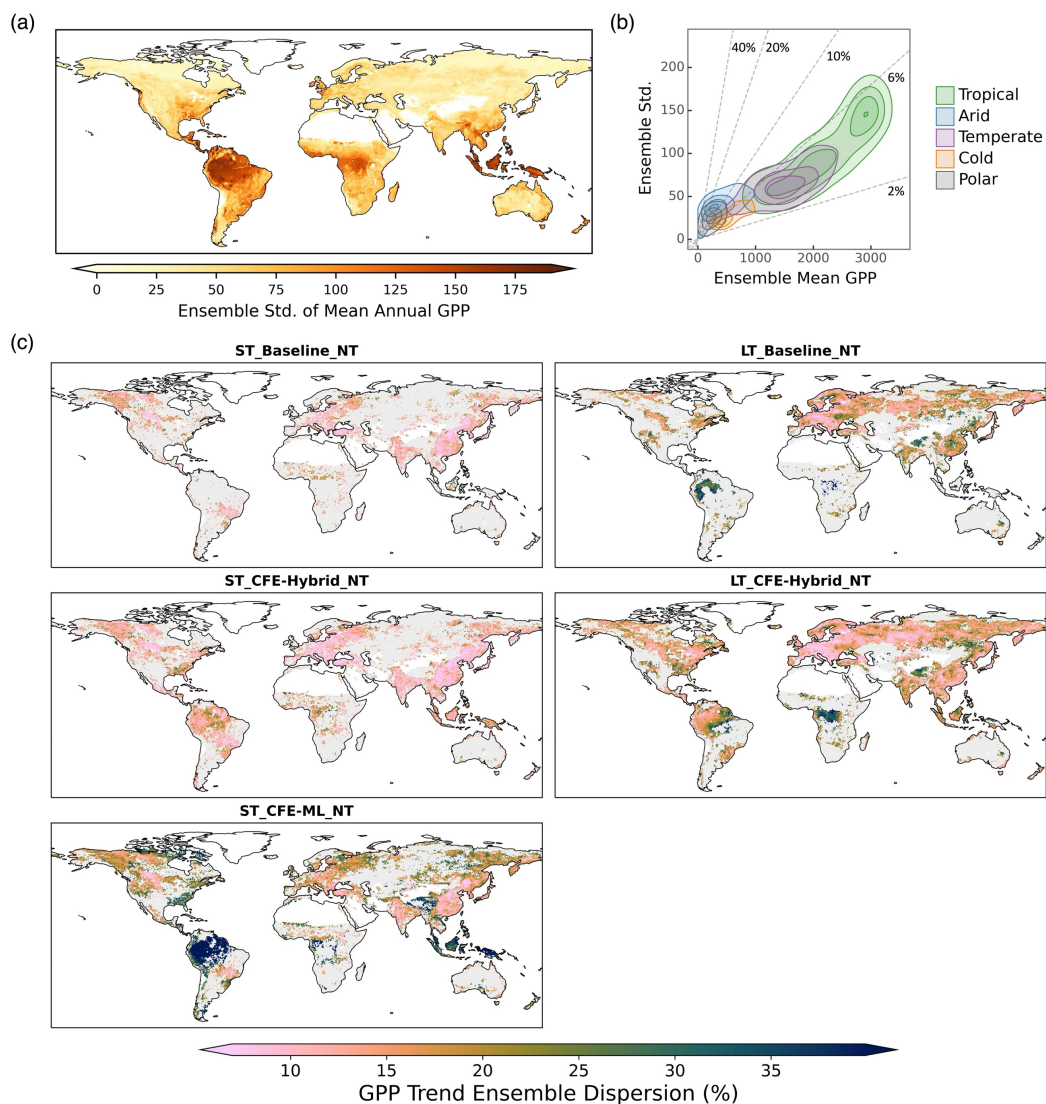 (a)
0 25 50 75 100 125 150 175
Ensemble Std. of Mean Annual GPP
(b)
40% 20%
10%
6%
2%
200
150
100
50
0
Ensemble Std.
0 1000 2000 3000
Ensemble Mean GPP
Tropical
Arid
Temperate
Cold
Polar
(c)
ST_Baseline_NT
LT_Baseline_NT
ST_CFE-Hybrid_NT
LT_CFE-Hybrid_NT
ST_CFE-ML_NT
10 15 20 25 30 35
GPP Trend Ensemble Dispersion (%)